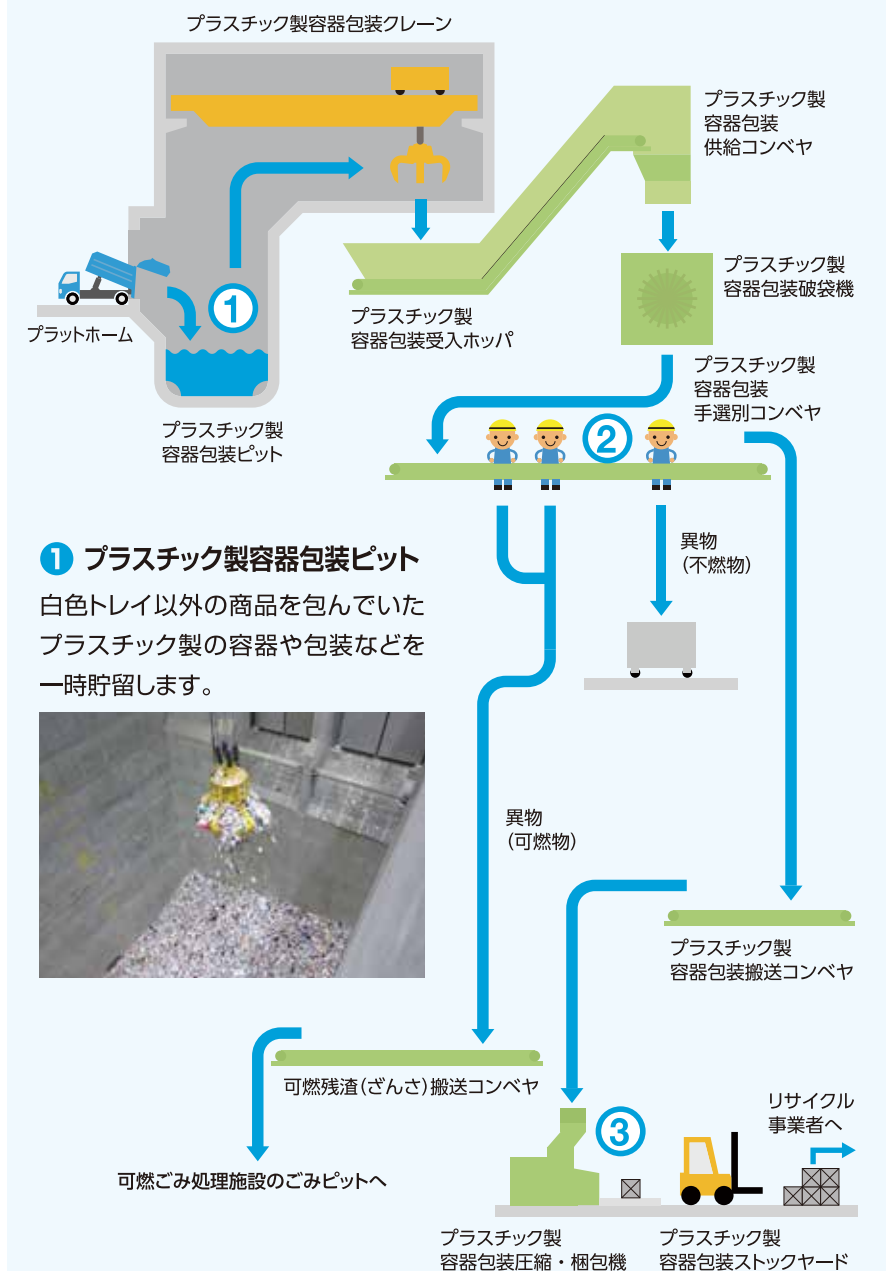 プラスチック製容器包装クレーン
プラスチック製
容器包装
供給コンベヤ
プラスチック製
容器包装破袋機
プラットホーム
①
プラスチック製
容器包装受入ホッパ
プラスチック製
容器包装
手選別コンベヤ
プラスチック製
容器包装ピット
②
異物
(不燃物)
❶ プラスチック製容器包装ピット
白色トレイ以外の商品を包んでいた
プラスチック製の容器や包装などを
一時貯留します。
異物
(可燃物)
プラスチック製
容器包装搬送コンベヤ
可燃残渣(ざんさ)搬送コンベヤ
可燃ごみ処理施設のごみピットへ
③
リサイクル
事業者へ
プラスチック製
容器包装圧縮・梱包機
プラスチック製
容器包装ストックヤード